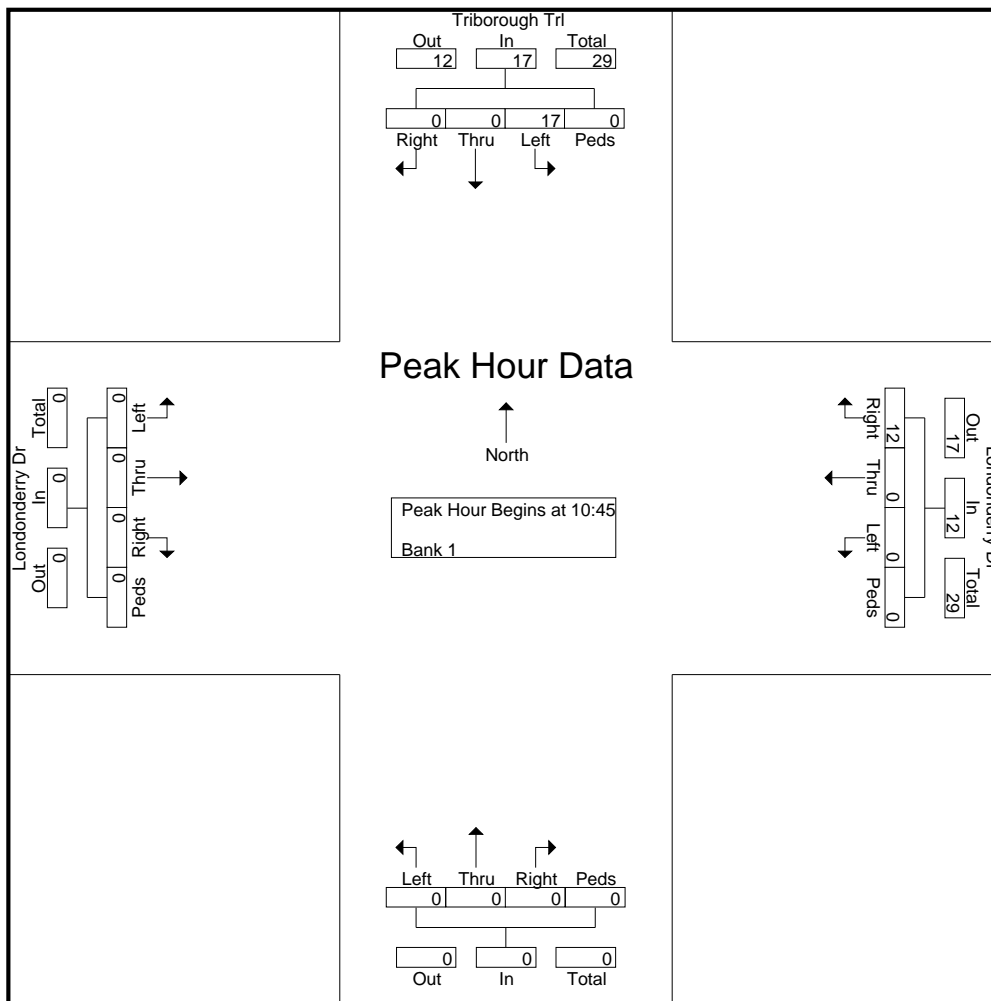 Triborough Trl
Out In Total
12 17 29
0 0 17 0
Right Thru Left Peds
Peak Hour Data
North
Peak Hour Begins at 10:45
Bank 1
Londonderry Dr
Total In Out
0 0 0
0 0 0 0
Left Thru Right Peds
Right Thru Left Peds
12 0 0 0
17 12 29
Out In Total
Londonderry Dr
Left Thru Right Peds
0 0 0 0
0 0 0
Out In Total